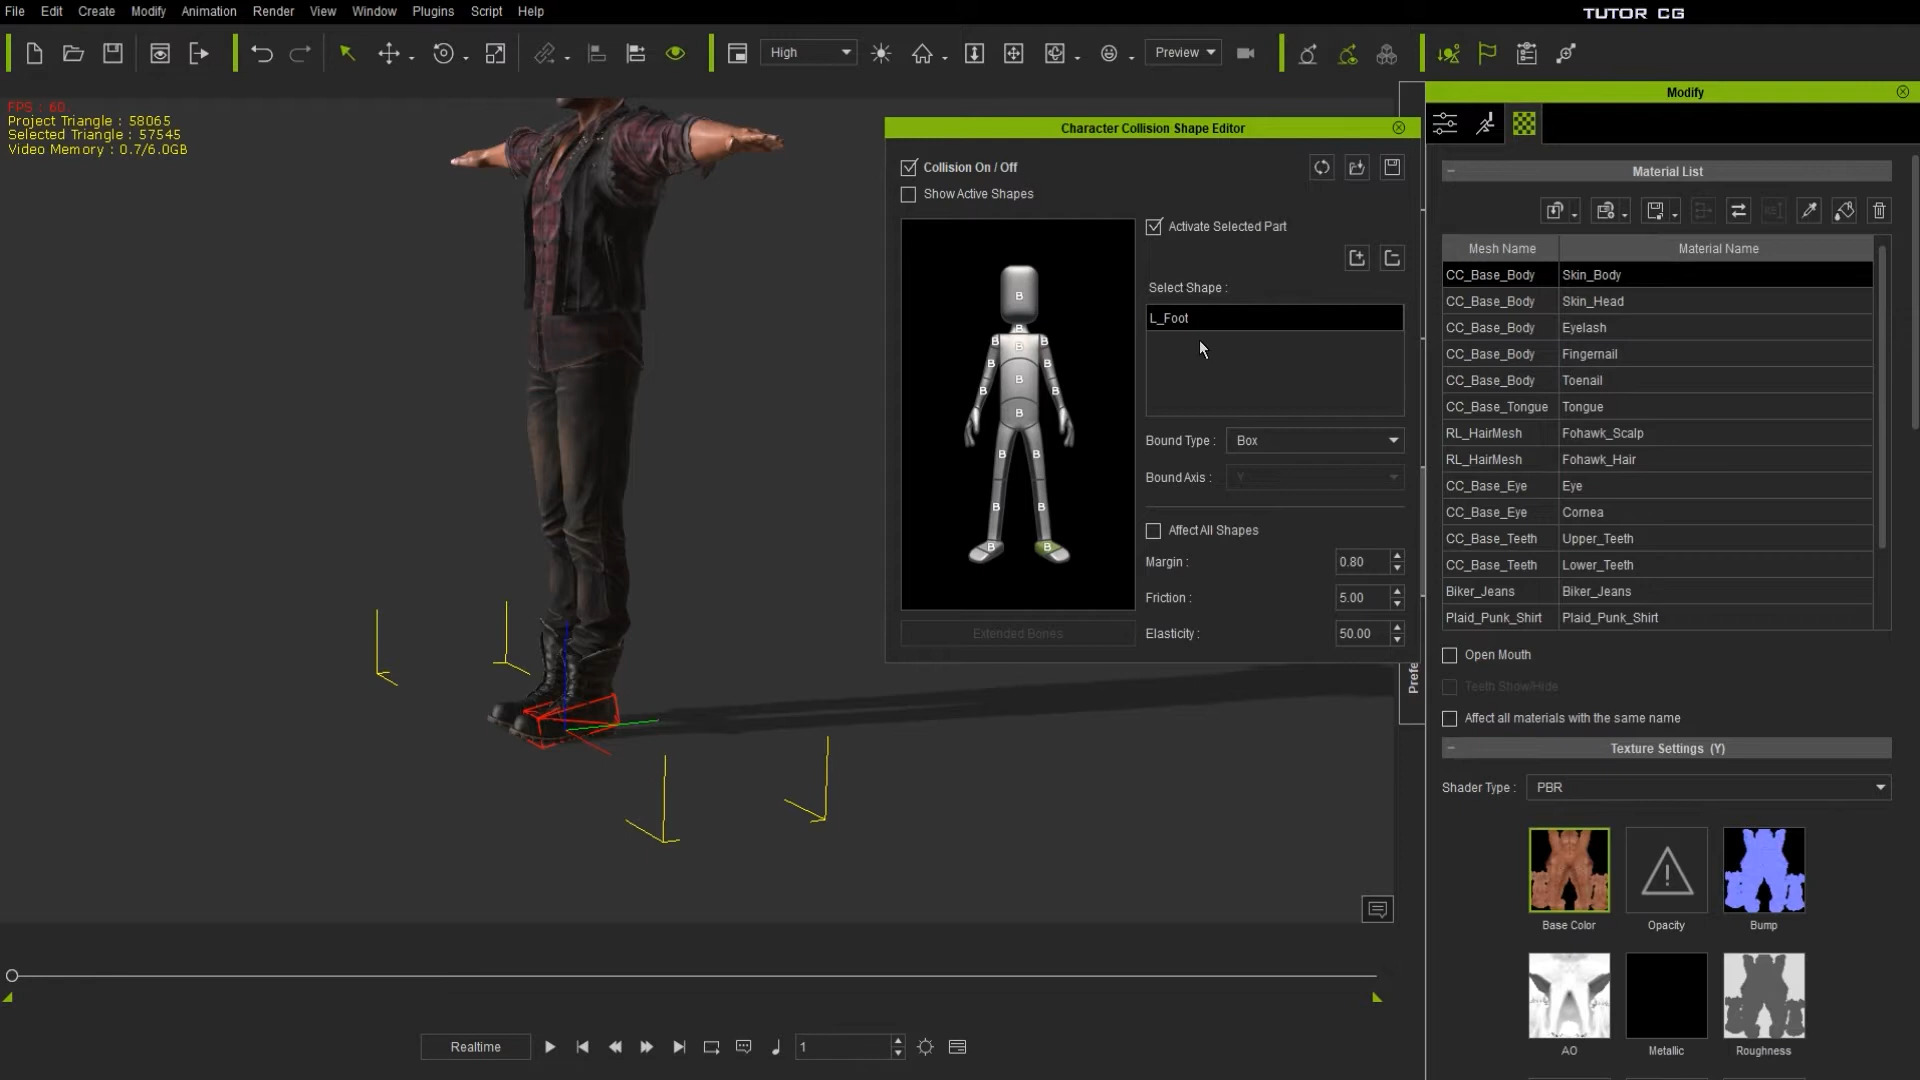 File Edit Create Modify Animation Render View Window Plugins Script Help
TUTOR CG
High
Preview
FPS : 60
Project Triangle : 58065
Selected Triangle : 57545
Video Memory : 0.7/6.0GB
Character Collision Shape Editor
Collision On / Off
Show Active Shapes
Activate Selected Part
Select Shape :
L_Foot
B
B
B B B
B B
B
B B
B
B B
B B
B B
Bound Type : Box
Bound Axis : Y
Affect All Shapes
Margin : 0.80
Friction : 5.00
Elasticity : 50.00
Extended Bones
Prefe
Modify
Material List
Mesh Name Material Name
CC_Base_Body Skin_Body
CC_Base_Body Skin_Head
CC_Base_Body Eyelash
CC_Base_Body Fingernail
CC_Base_Body Toenail
CC_Base_Tongue Tongue
RL_HairMesh Fohawk_Scalp
RL_HairMesh Fohawk_Hair
CC_Base_Eye Eye
CC_Base_Eye Cornea
CC_Base_Teeth Upper_Teeth
CC_Base_Teeth Lower_Teeth
Biker_Jeans Biker_Jeans
Plaid_Punk_Shirt Plaid_Punk_Shirt
Open Mouth
Teeth Show/Hide
Affect all materials with the same name
Texture Settings (Y)
Shader Type : PBR
Base Color Opacity Bump
AO Metallic Roughness
Realtime
1